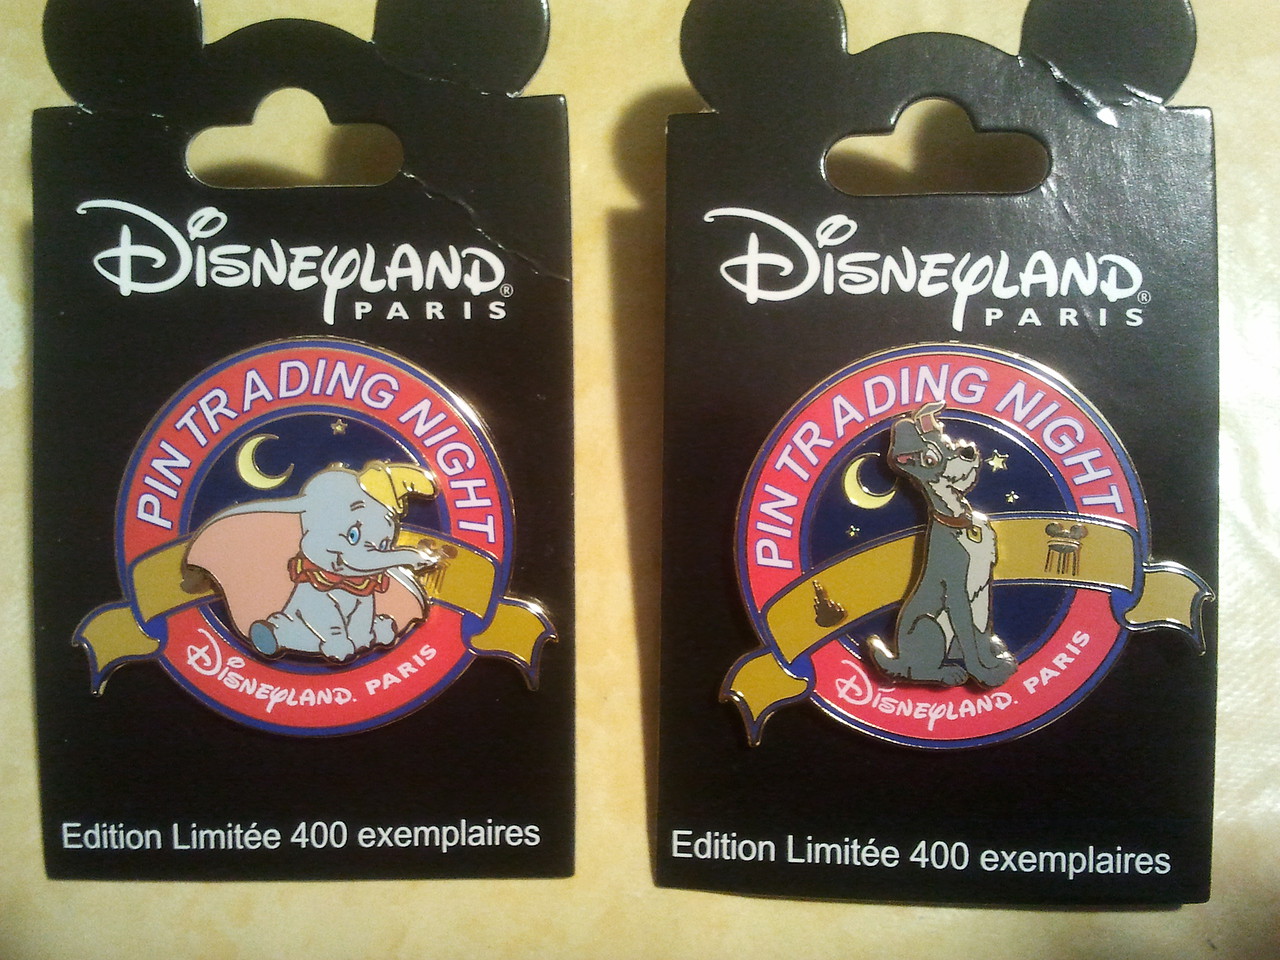 DISNEYLAND®
PARIS
PIN TRADING NIGHT
DISNEYLAND. PARIS
Edition Limitée 400 exemplaires
DISNEYLAND®
PARIS
PIN TRADING NIGHT
DISNEYLAND. PARIS
Edition Limitée 400 exemplaires